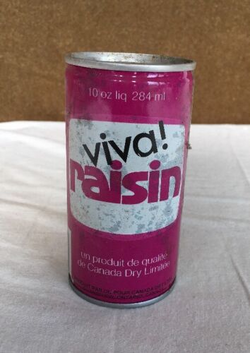 10 oz liq 284 ml
viva!
raisin
un produit de qualité
de Canada Dry Limitée